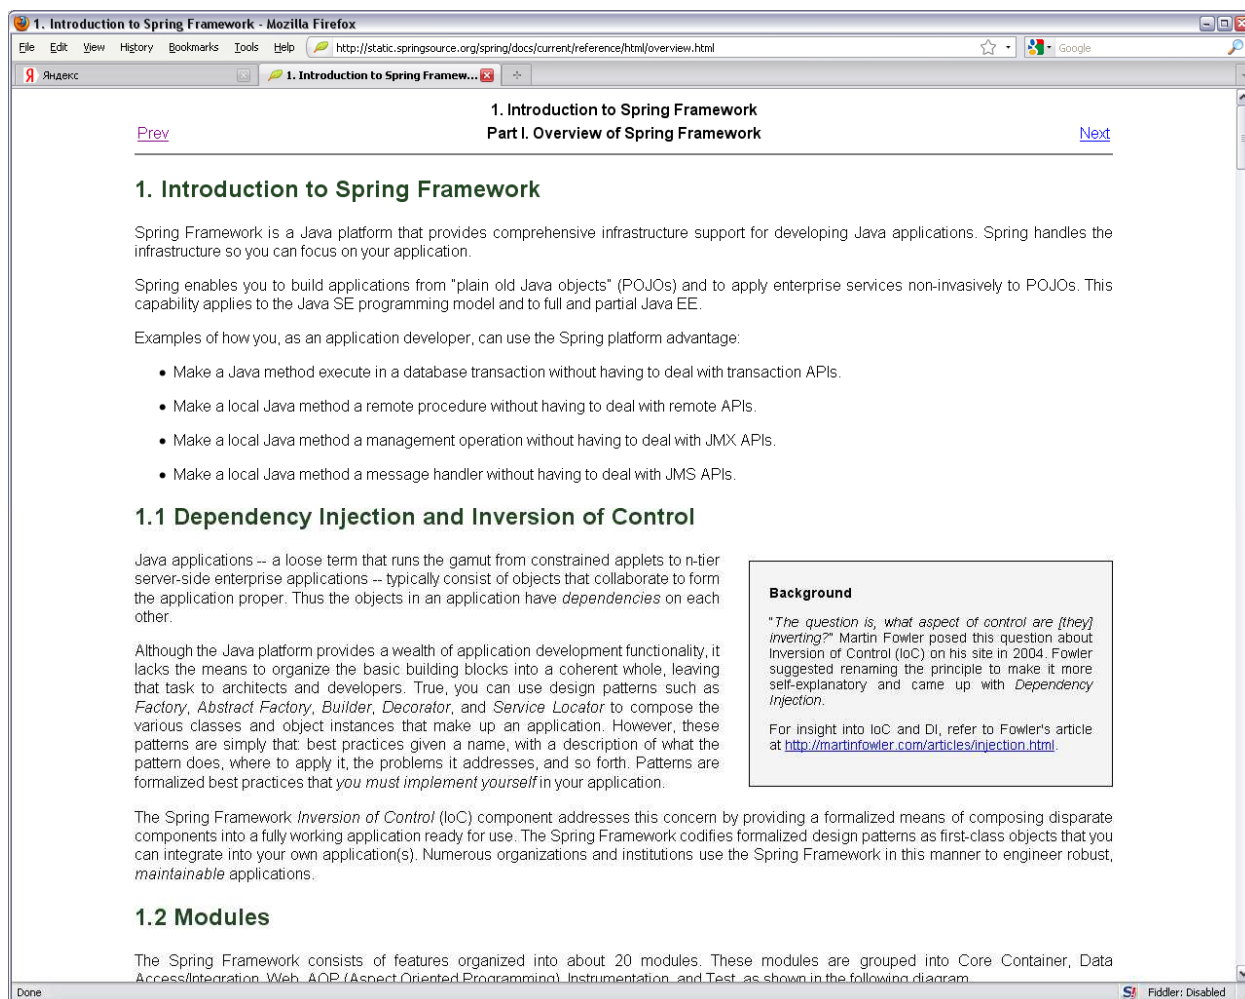 1. Introduction to Spring Framework - Mozilla Firefox
File Edit View History Bookmarks Tools Help http://static.springsource.org/spring/docs/current/reference/html/overview.html Google
Яндекс 1. Introduction to Spring Framew...
1. Introduction to Spring Framework
Prev Part I. Overview of Spring Framework Next
1. Introduction to Spring Framework
Spring Framework is a Java platform that provides comprehensive infrastructure support for developing Java applications. Spring handles the
infrastructure so you can focus on your application.
Spring enables you to build applications from "plain old Java objects" (POJOs) and to apply enterprise services non-invasively to POJOs. This
capability applies to the Java SE programming model and to full and partial Java EE.
Examples of how you, as an application developer, can use the Spring platform advantage:
• Make a Java method execute in a database transaction without having to deal with transaction APIs.
• Make a local Java method a remote procedure without having to deal with remote APIs.
• Make a local Java method a management operation without having to deal with JMX APIs.
• Make a local Java method a message handler without having to deal with JMS APIs.
1.1 Dependency Injection and Inversion of Control
Java applications -- a loose term that runs the gamut from constrained applets to n-tier
server-side enterprise applications -- typically consist of objects that collaborate to form
the application proper. Thus the objects in an application have dependencies on each
other.
Although the Java platform provides a wealth of application development functionality, it
lacks the means to organize the basic building blocks into a coherent whole, leaving
that task to architects and developers. True, you can use design patterns such as
Factory, Abstract Factory, Builder, Decorator, and Service Locator to compose the
various classes and object instances that make up an application. However, these
patterns are simply that: best practices given a name, with a description of what the
pattern does, where to apply it, the problems it addresses, and so forth. Patterns are
formalized best practices that you must implement yourself in your application.
Background
"The question is, what aspect of control are [they]
inverting?" Martin Fowler posed this question about
Inversion of Control (IoC) on his site in 2004. Fowler
suggested renaming the principle to make it more
self-explanatory and came up with Dependency
Injection.
For insight into IoC and DI, refer to Fowler's article
at http://martinfowler.com/articles/injection.html.
The Spring Framework Inversion of Control (IoC) component addresses this concern by providing a formalized means of composing disparate
components into a fully working application ready for use. The Spring Framework codifies formalized design patterns as first-class objects that you
can integrate into your own application(s). Numerous organizations and institutions use the Spring Framework in this manner to engineer robust,
maintainable applications.
1.2 Modules
The Spring Framework consists of features organized into about 20 modules. These modules are grouped into Core Container, Data
Access/Integration, Web, AOP (Aspect Oriented Programming), Instrumentation, and Test, as shown in the following diagram.
Done Fiddler: Disabled